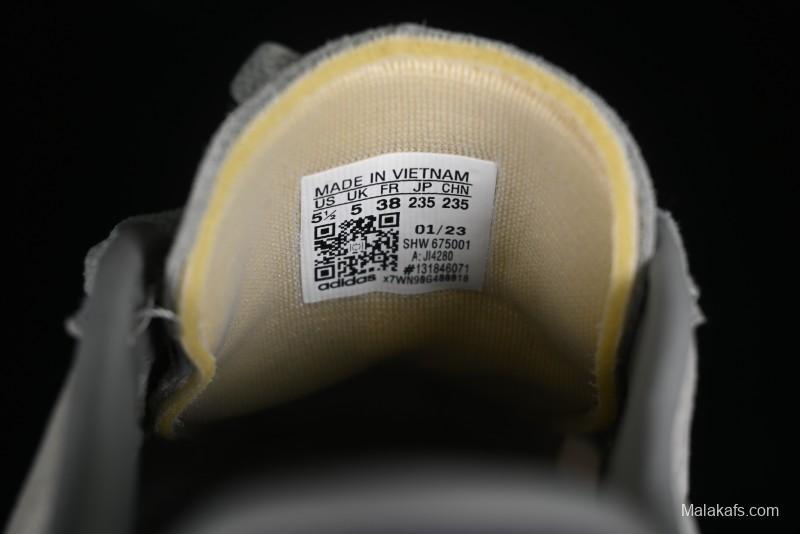 MADE IN VIETNAM
US UK FR JP CHN
5½ 5 38 235 235
01/23
SHW 675001
A: JI4280
#131846071
adidas x7WN90G480018
Malakafs.com